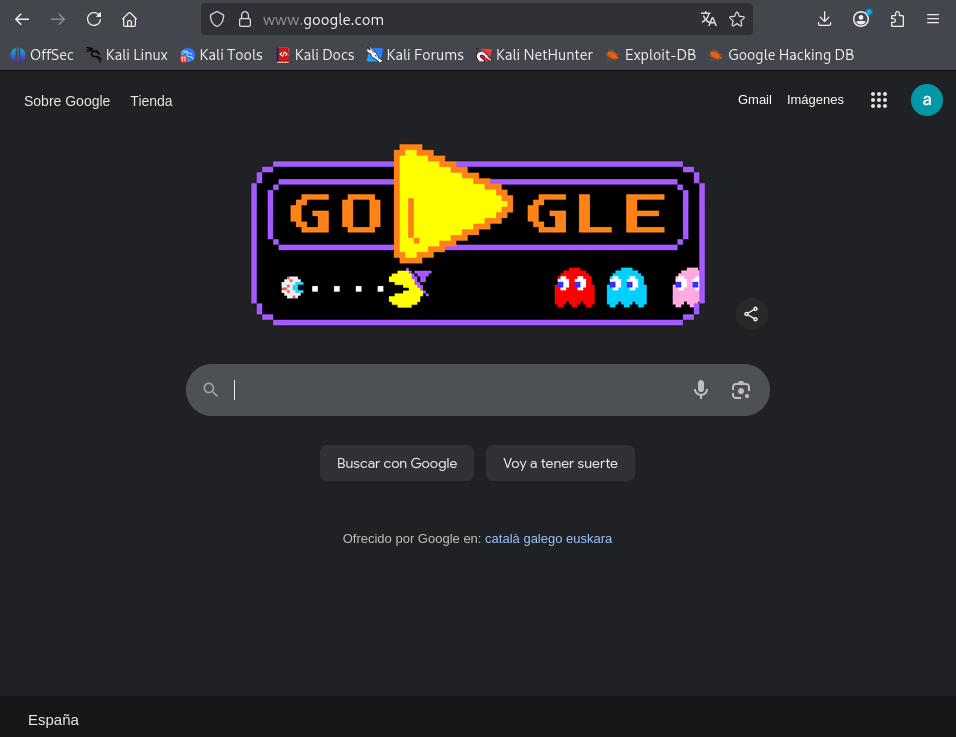 www.google.com
OffSec Kali Linux Kali Tools Kali Docs Kali Forums Kali NetHunter Exploit-DB Google Hacking DB
Sobre Google Tienda Gmail Imágenes a
GO GLE
Buscar con Google Voy a tener suerte
Ofrecido por Google en: català galego euskara
España